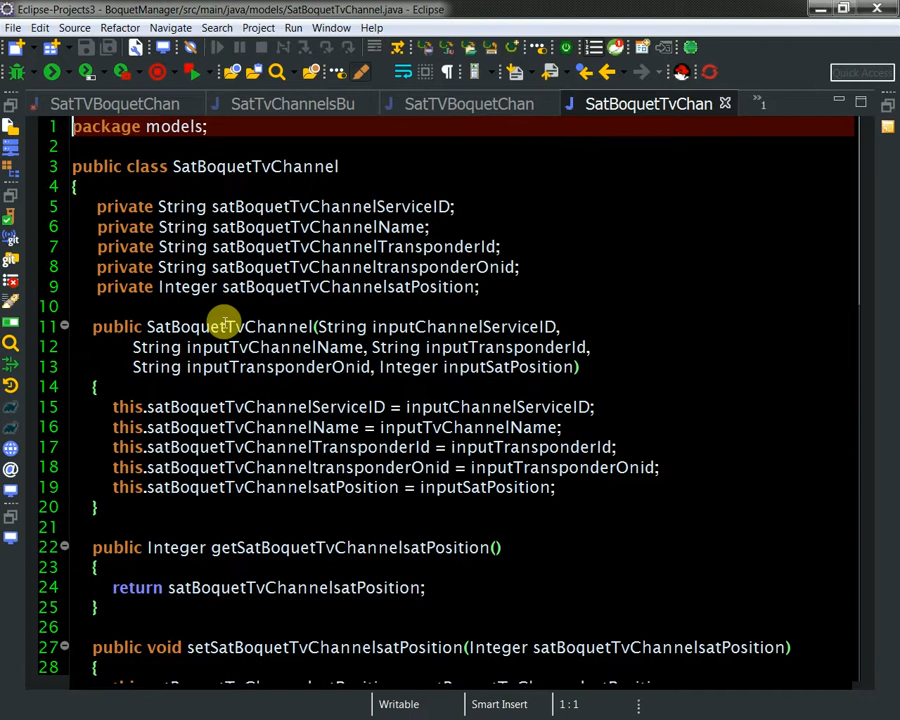 Eclipse-Projects3 - BoquetManager/src/main/java/models/SatBoquetTvChannel.java - Eclipse
File Edit Source Refactor Navigate Search Project Run Window Help
Quick Access
SatTVBoquetChan SatTvChannelsBu SatTVBoquetChan SatBoquetTvChan »1
1 package models;
2
3 public class SatBoquetTvChannel
4 {
5 private String satBoquetTvChannelServiceID;
6 private String satBoquetTvChannelName;
7 private String satBoquetTvChannelTransponderId;
8 private String satBoquetTvChanneltransponderOnid;
9 private Integer satBoquetTvChannelsatPosition;
10
11 public SatBoquetTvChannel(String inputChannelServiceID,
12 String inputTvChannelName, String inputTransponderId,
13 String inputTransponderOnid, Integer inputSatPosition)
14 {
15 this.satBoquetTvChannelServiceID = inputChannelServiceID;
16 this.satBoquetTvChannelName = inputTvChannelName;
17 this.satBoquetTvChannelTransponderId = inputTransponderId;
18 this.satBoquetTvChanneltransponderOnid = inputTransponderOnid;
19 this.satBoquetTvChannelsatPosition = inputSatPosition;
20 }
21
22 public Integer getSatBoquetTvChannelsatPosition()
23 {
24 return satBoquetTvChannelsatPosition;
25 }
26
27 public void setSatBoquetTvChannelsatPosition(Integer satBoquetTvChannelsatPosition)
28 {
Writable Smart Insert 1 : 1